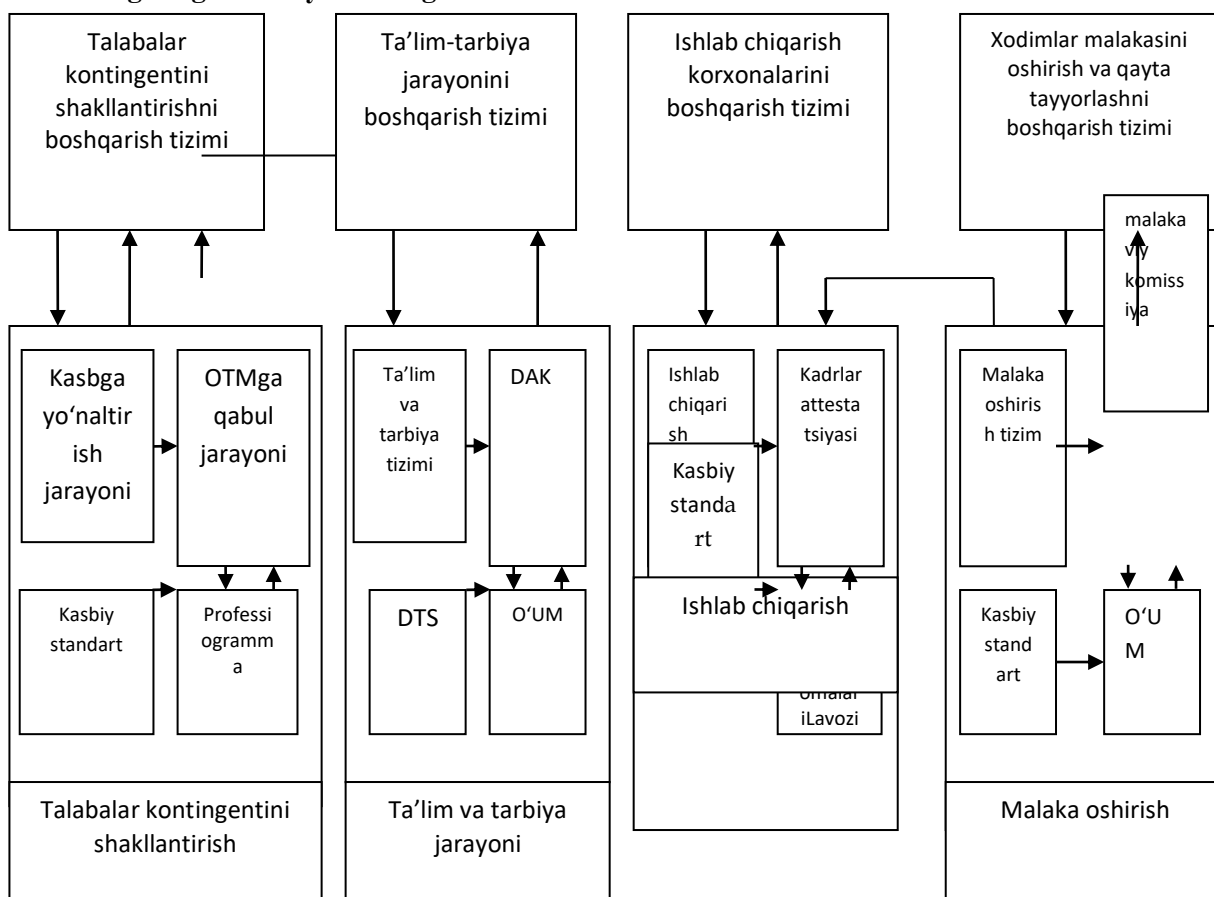 Talabalar
kontingentini
shakllantirishni
boshqarish tizimi
Ta’lim-tarbiya
jarayonini
boshqarish tizimi
Ishlab chiqarish
korxonalarini
boshqarish tizimi
Xodimlar malakasini
oshirish va qayta
tayyorlashni
boshqarish tizimi
malaka
viy
komiss
iya
Kasbga
yo‘naltir
ish
jarayoni
OTMga
qabul
jarayoni
Ta’lim
va
tarbiya
tizimi
DAK
Ishlab
chiqari
sh
Kadrlar
attesta
tsiyasi
Malaka
oshiris
h tizim
Kasbiy
standa
rt
Kasbiy
standart
Professi
ogramm
a
DTS
O‘UM
Ishlab chiqarish
iLavozi
Kasbiy
stand
art
O‘U
M
Talabalar kontingentini
shakllantirish
Ta’lim va tarbiya
jarayoni
Malaka oshirish